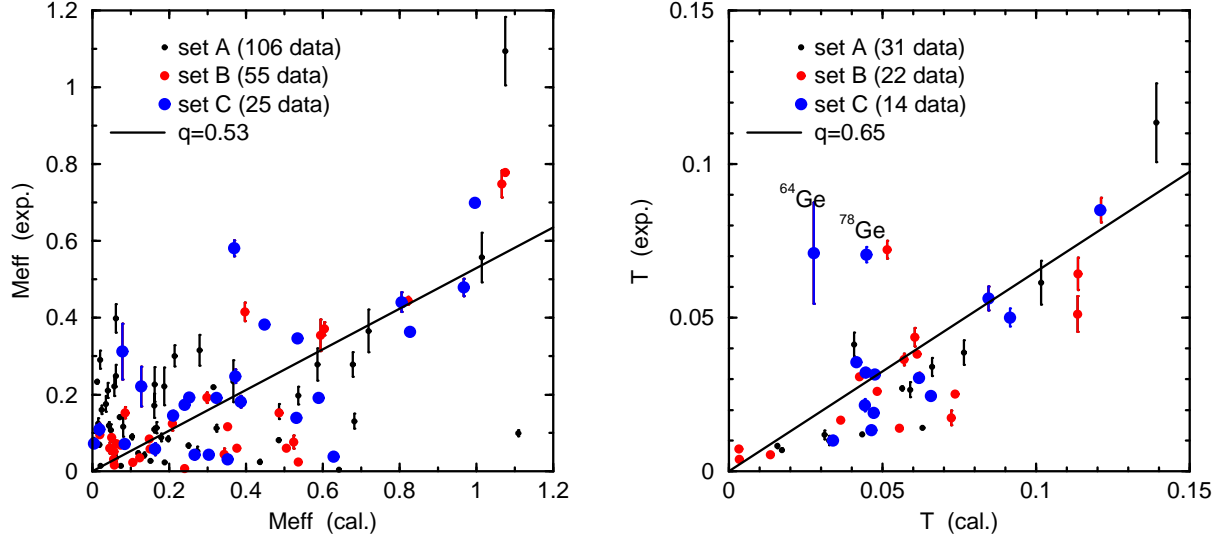 1.2
1
0.8
0.6
0.4
0.2
0
Meff (exp.)
set A (106 data)
set B (55 data)
set C (25 data)
q=0.53
0 0.2 0.4 0.6 0.8 1 1.2
Meff (cal.)
0.15
0.1
0.05
0
T (exp.)
set A (31 data)
set B (22 data)
set C (14 data)
q=0.65
⁶⁴Ge
⁷⁸Ge
0 0.05 0.1 0.15
T (cal.)